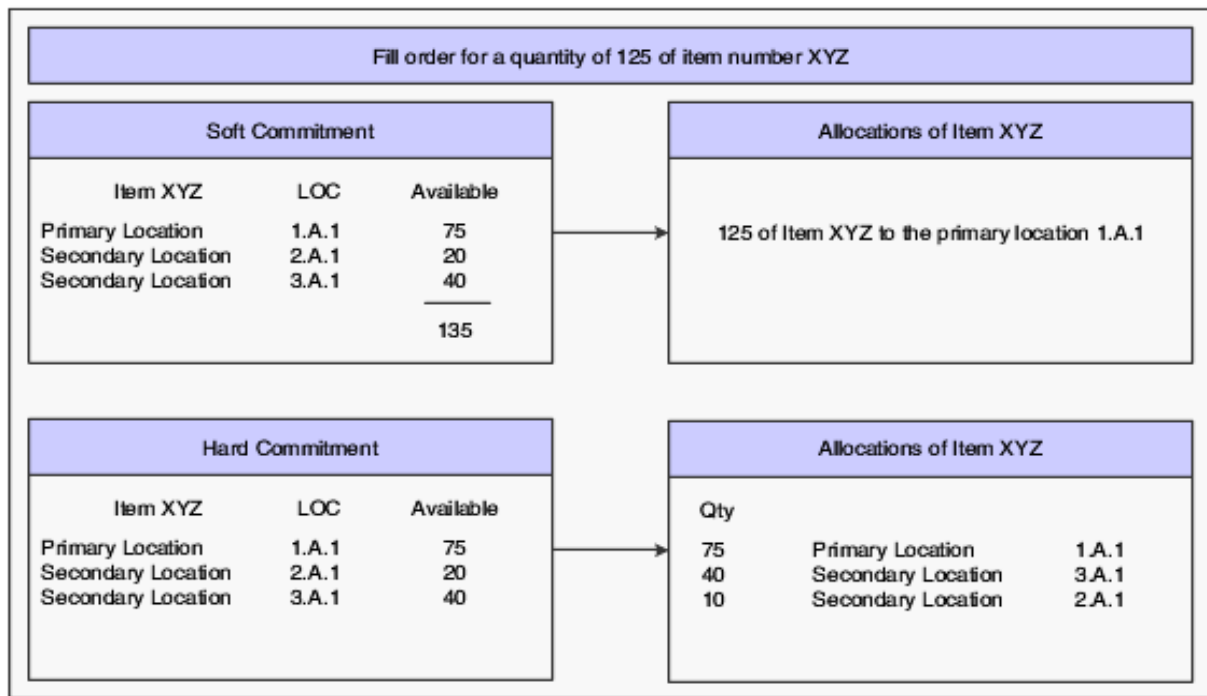 Fill order for a quantity of 125 of item number XYZ
Soft Commitment
Item XYZ LOC Available
Primary Location 1.A.1 75
Secondary Location 2.A.1 20
Secondary Location 3.A.1 40
135
Allocations of Item XYZ
125 of Item XYZ to the primary location 1.A.1
Hard Commitment
Item XYZ LOC Available
Primary Location 1.A.1 75
Secondary Location 2.A.1 20
Secondary Location 3.A.1 40
Allocations of Item XYZ
Qty
75 Primary Location 1.A.1
40 Secondary Location 3.A.1
10 Secondary Location 2.A.1